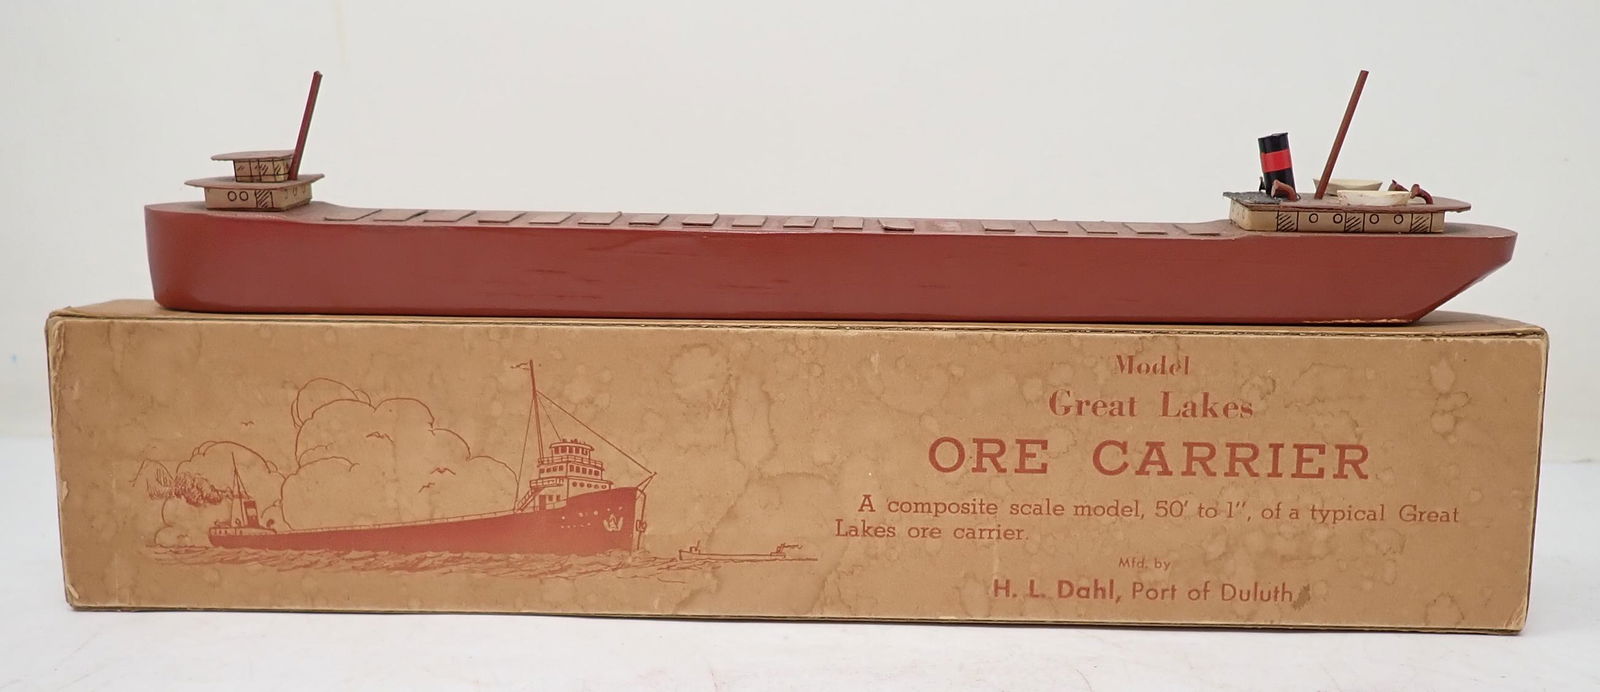 Model
Great Lakes
ORE CARRIER
A composite scale model, 50' to 1", of a typical Great
Lakes ore carrier.
Mfd. by
H. L. Dahl, Port of Duluth